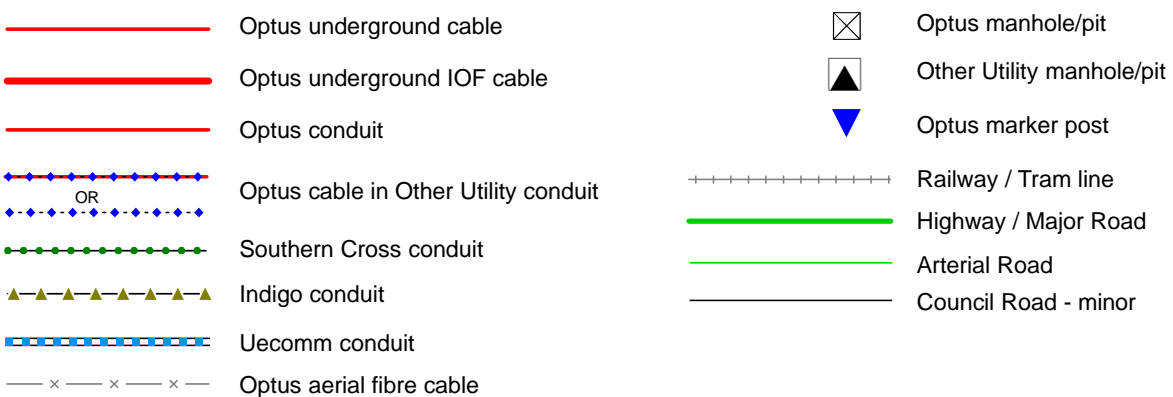 Optus underground cable
Optus underground IOF cable
Optus conduit
OR
Optus cable in Other Utility conduit
Southern Cross conduit
Indigo conduit
Uecomm conduit
Optus aerial fibre cable
Optus manhole/pit
Other Utility manhole/pit
Optus marker post
Railway / Tram line
Highway / Major Road
Arterial Road
Council Road - minor